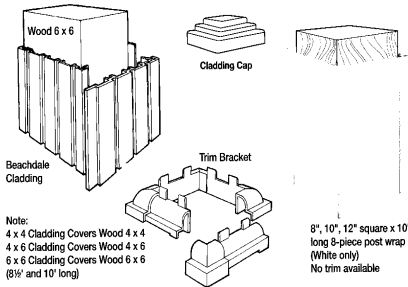 Wood 6 x 6
Cladding Cap
Beachdale
Cladding
Trim Bracket
Note:
4 x 4 Cladding Covers Wood 4 x 4
4 x 6 Cladding Covers Wood 4 x 6
6 x 6 Cladding Covers Wood 6 x 6
(8½' and 10' long)
8", 10", 12" square x 10'
long 8-piece post wrap
(White only)
No trim available